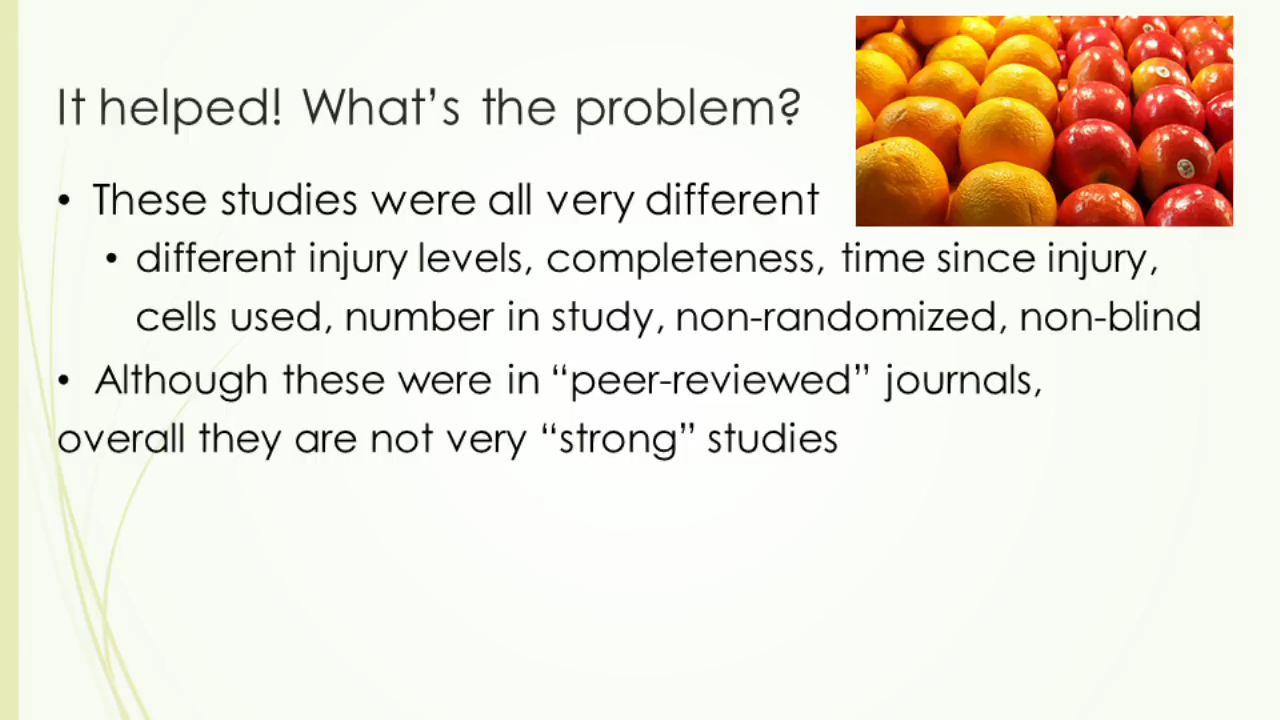 It helped! What’s the problem?
• These studies were all very different
• different injury levels, completeness, time since injury,
cells used, number in study, non-randomized, non-blind
• Although these were in “peer-reviewed” journals,
overall they are not very “strong” studies